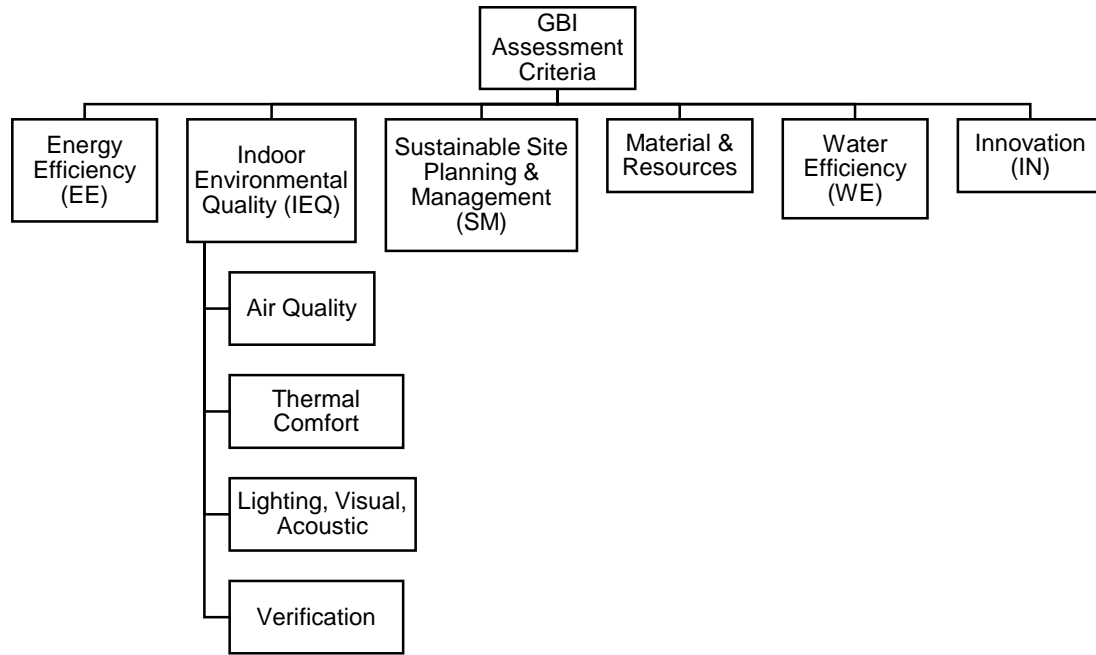 GBI
Assessment
Criteria
Energy
Efficiency
(EE)
Indoor
Environmental
Quality (IEQ)
Sustainable Site
Planning &
Management
(SM)
Material &
Resources
Water
Efficiency
(WE)
Innovation
(IN)
Air Quality
Thermal
Comfort
Lighting, Visual,
Acoustic
Verification